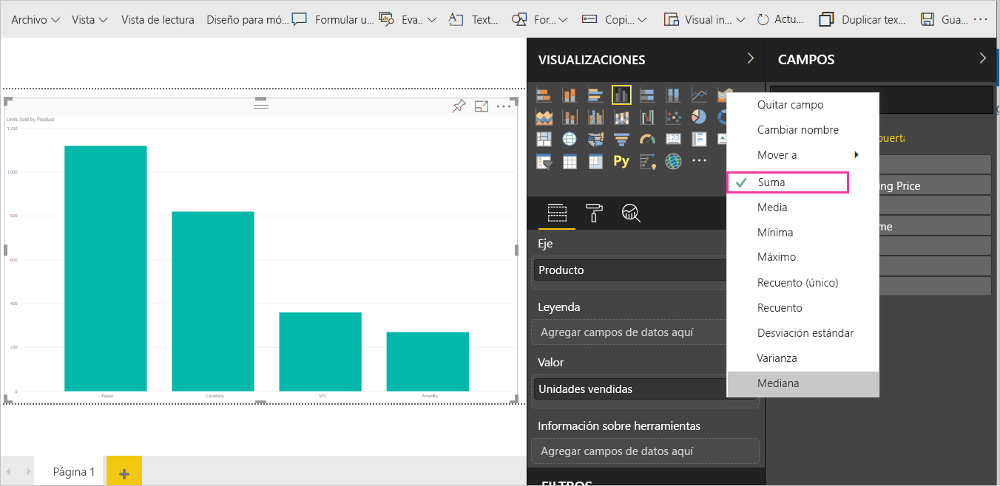 Archivo Vista Vista de lectura Diseño para mó... Formular u... Eva.. Text... For... Copi... Visual in... Actu... Duplicar tex... Gua... ···
VISUALIZACIONES
CAMPOS
Units Sold by Product
1,200
1,000
800
600
400
200
0
Paseo Carretera VTT Amarilla
123
Py
Eje
Producto
Leyenda
Agregar campos de datos aquí
Valor
Unidades vendidas
Información sobre herramientas
Agregar campos de datos aquí
FILTROS
Quitar campo
Cambiar nombre
Mover a
Suma
Media
Mínima
Máximo
Recuento (único)
Recuento
Desviación estándar
Varianza
Mediana
puerta
ing Price
me
Página 1